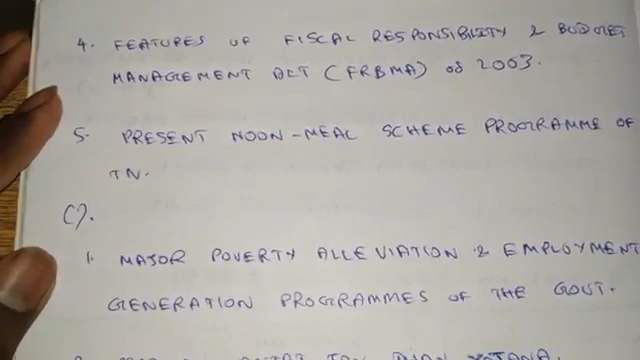 4. FEATURES OF FISCAL RESPONSIBILITY & BUDGET
MANAGEMENT ACT (FRBMA) OF 2003.
5. PRESENT NOON-MEAL SCHEME PROGRAMME OF
TN.
C).
1. MAJOR POVERTY ALLEVIATION & EMPLOYMENT
GENERATION PROGRAMMES OF THE GOVT.